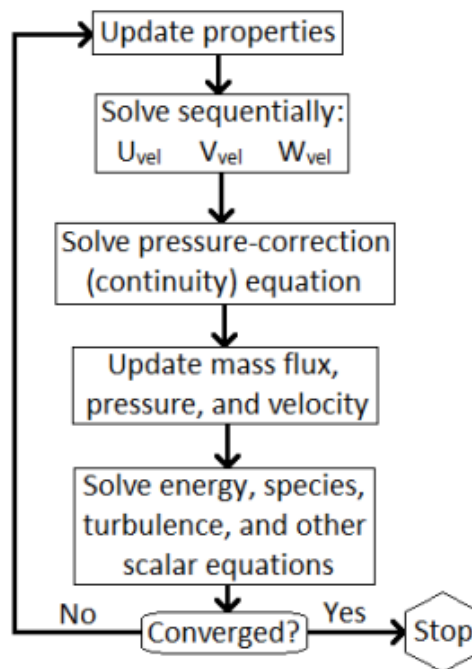 Update properties
Solve sequentially:
Uvel Vvel Wvel
Solve pressure-correction
(continuity) equation
Update mass flux,
pressure, and velocity
Solve energy, species,
turbulence, and other
scalar equations
No
Converged?
Yes
Stop